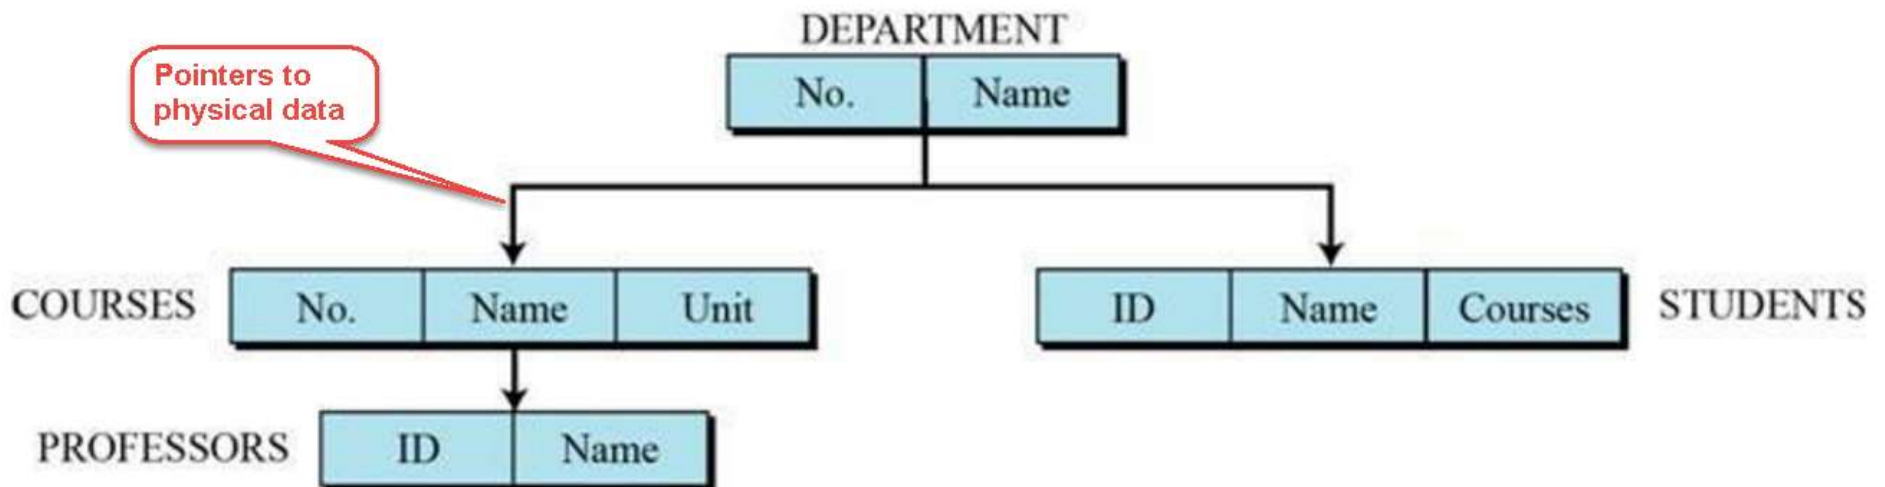 DEPARTMENT
Pointers to
physical data
No. Name
COURSES No. Name Unit
ID Name Courses STUDENTS
PROFESSORS ID Name